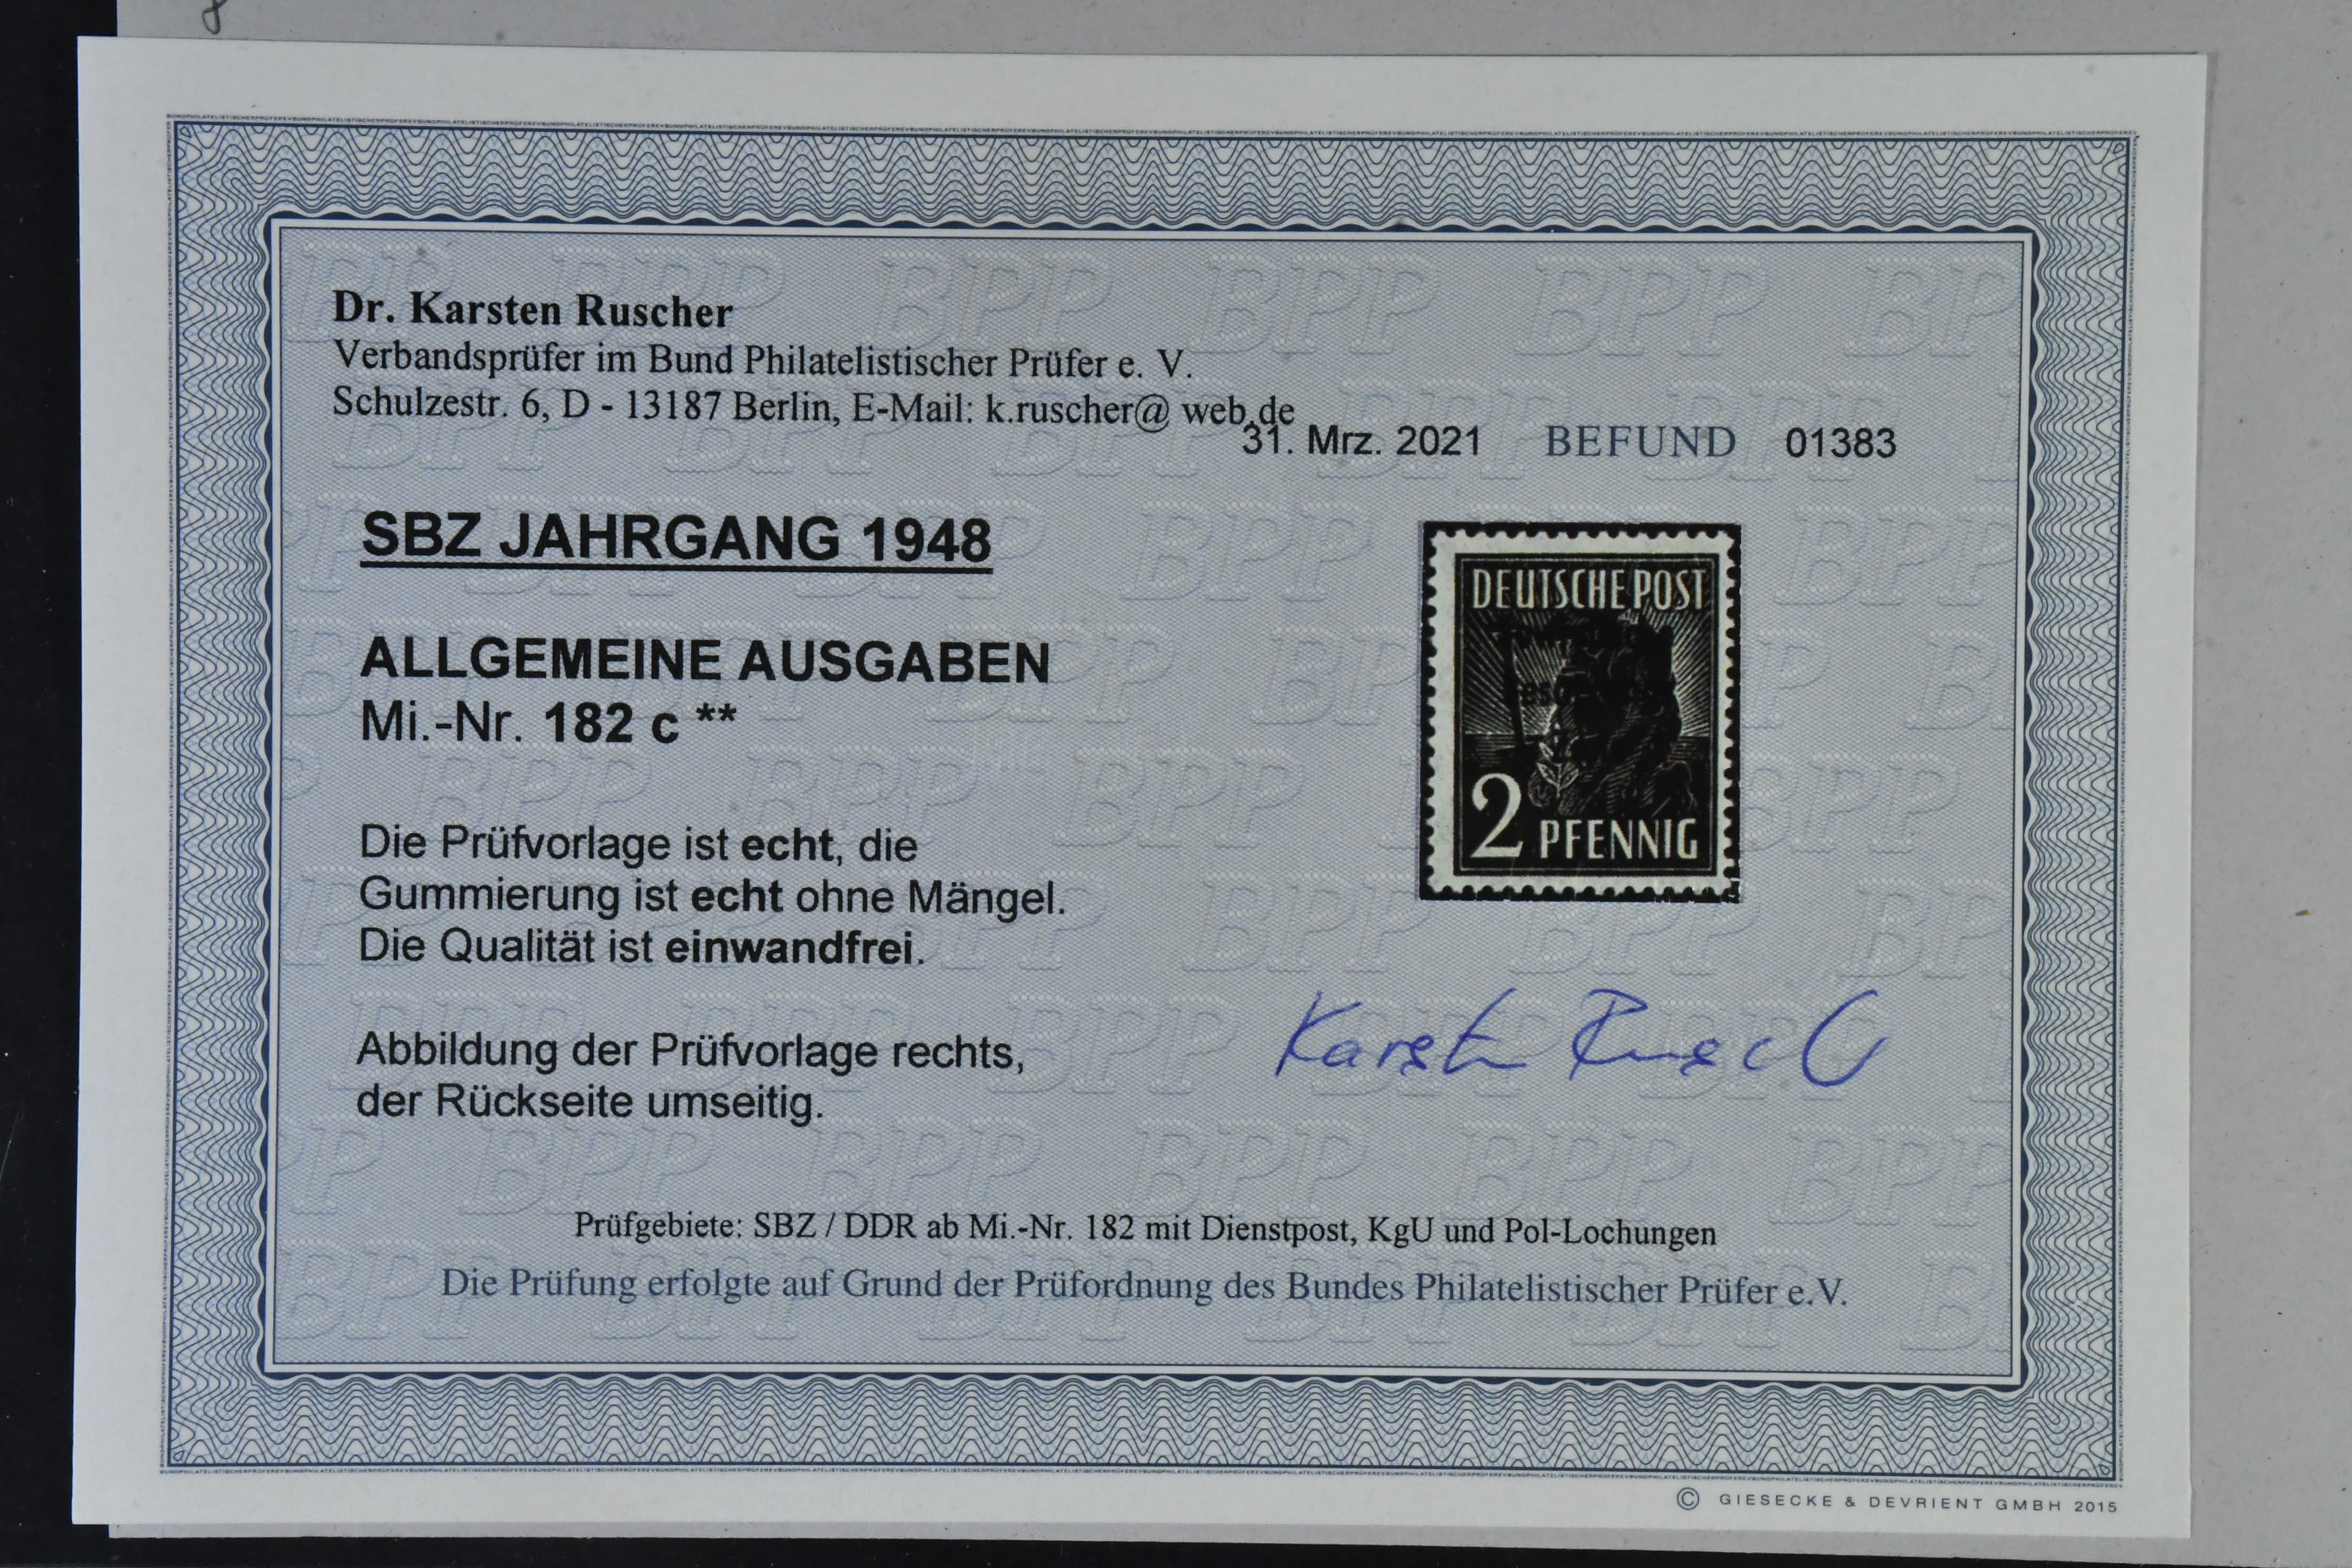 Dr. Karsten Ruscher
Verbandsprüfer im Bund Philatelistischer Prüfer e. V.
Schulzestr. 6, D - 13187 Berlin, E-Mail: k.ruscher@ web.de
31. Mrz. 2021 BEFUND 01383
SBZ JAHRGANG 1948
ALLGEMEINE AUSGABEN
Mi.-Nr. 182 c **
DEUTSCHE POST
2 PFENNIG
Die Prüfvorlage ist echt, die
Gummierung ist echt ohne Mängel.
Die Qualität ist einwandfrei.
Abbildung der Prüfvorlage rechts,
der Rückseite umseitig.
Karsten Ruscher
Prüfgebiete: SBZ / DDR ab Mi.-Nr. 182 mit Dienstpost, KgU und Pol-Lochungen
Die Prüfung erfolgte auf Grund der Prüfordnung des Bundes Philatelistischer Prüfer e.V.
© GIESECKE & DEVRIENT GMBH 2015